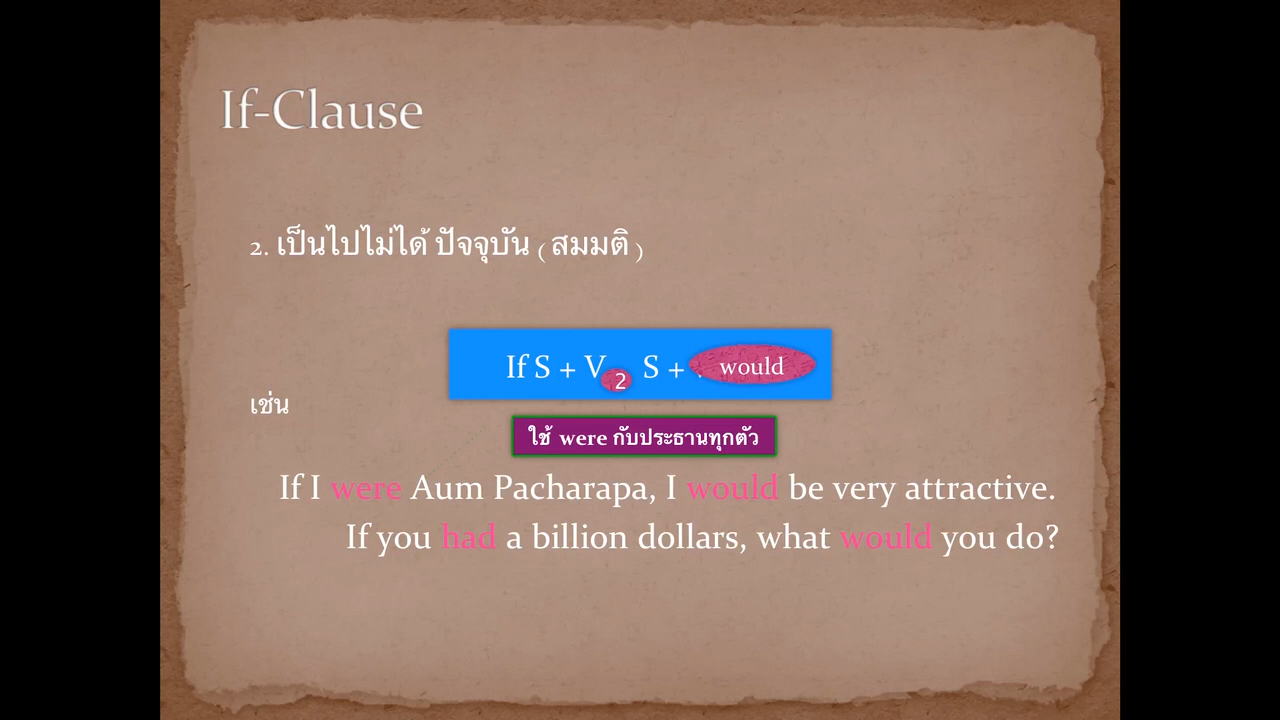 If-Clause
2. เป็นไปไม่ได้ ปัจจุบัน ( สมมติ )
If S + V 2 S + would
เช่น
ใช้ were กับประธานทุกตัว
If I were Aum Pacharapa, I would be very attractive.
If you had a billion dollars, what would you do?